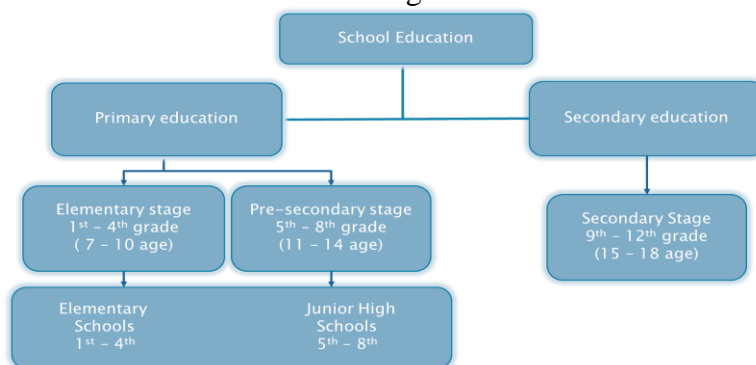 School Education
Primary education
Secondary education
Elementary stage
1st – 4th grade
( 7 – 10 age)
Pre-secondary stage
5th – 8th grade
(11 – 14 age)
Secondary Stage
9th – 12th grade
(15 – 18 age)
Elementary
Schools
1st – 4th
Junior High
Schools
5th – 8th